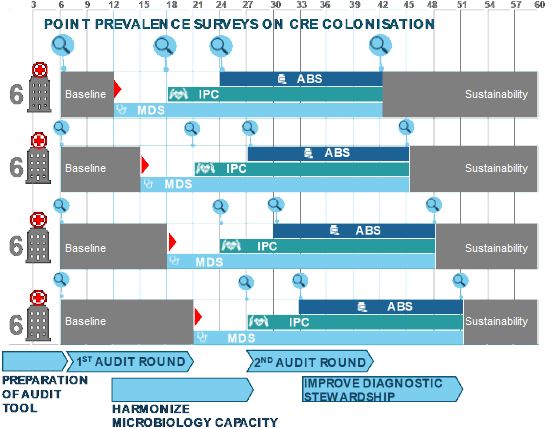 3 6 9 12 15 18 21 24 27 30 33 36 39 42 45 48 51 54 57 60
POINT PREVALENCE SURVEYS ON CRE COLONISATION
ABS
6 Baseline IPC Sustainability
MDS
ABS
6 Baseline IPC Sustainability
MDS
ABS
6 Baseline IPC Sustainability
MDS
ABS
6 Baseline IPC Sustainability
MDS
1ST AUDIT ROUND 2ND AUDIT ROUND
PREPARATION
OF AUDIT
TOOL
IMPROVE DIAGNOSTIC
STEWARDSHIP
HARMONIZE
MICROBIOLOGY CAPACITY